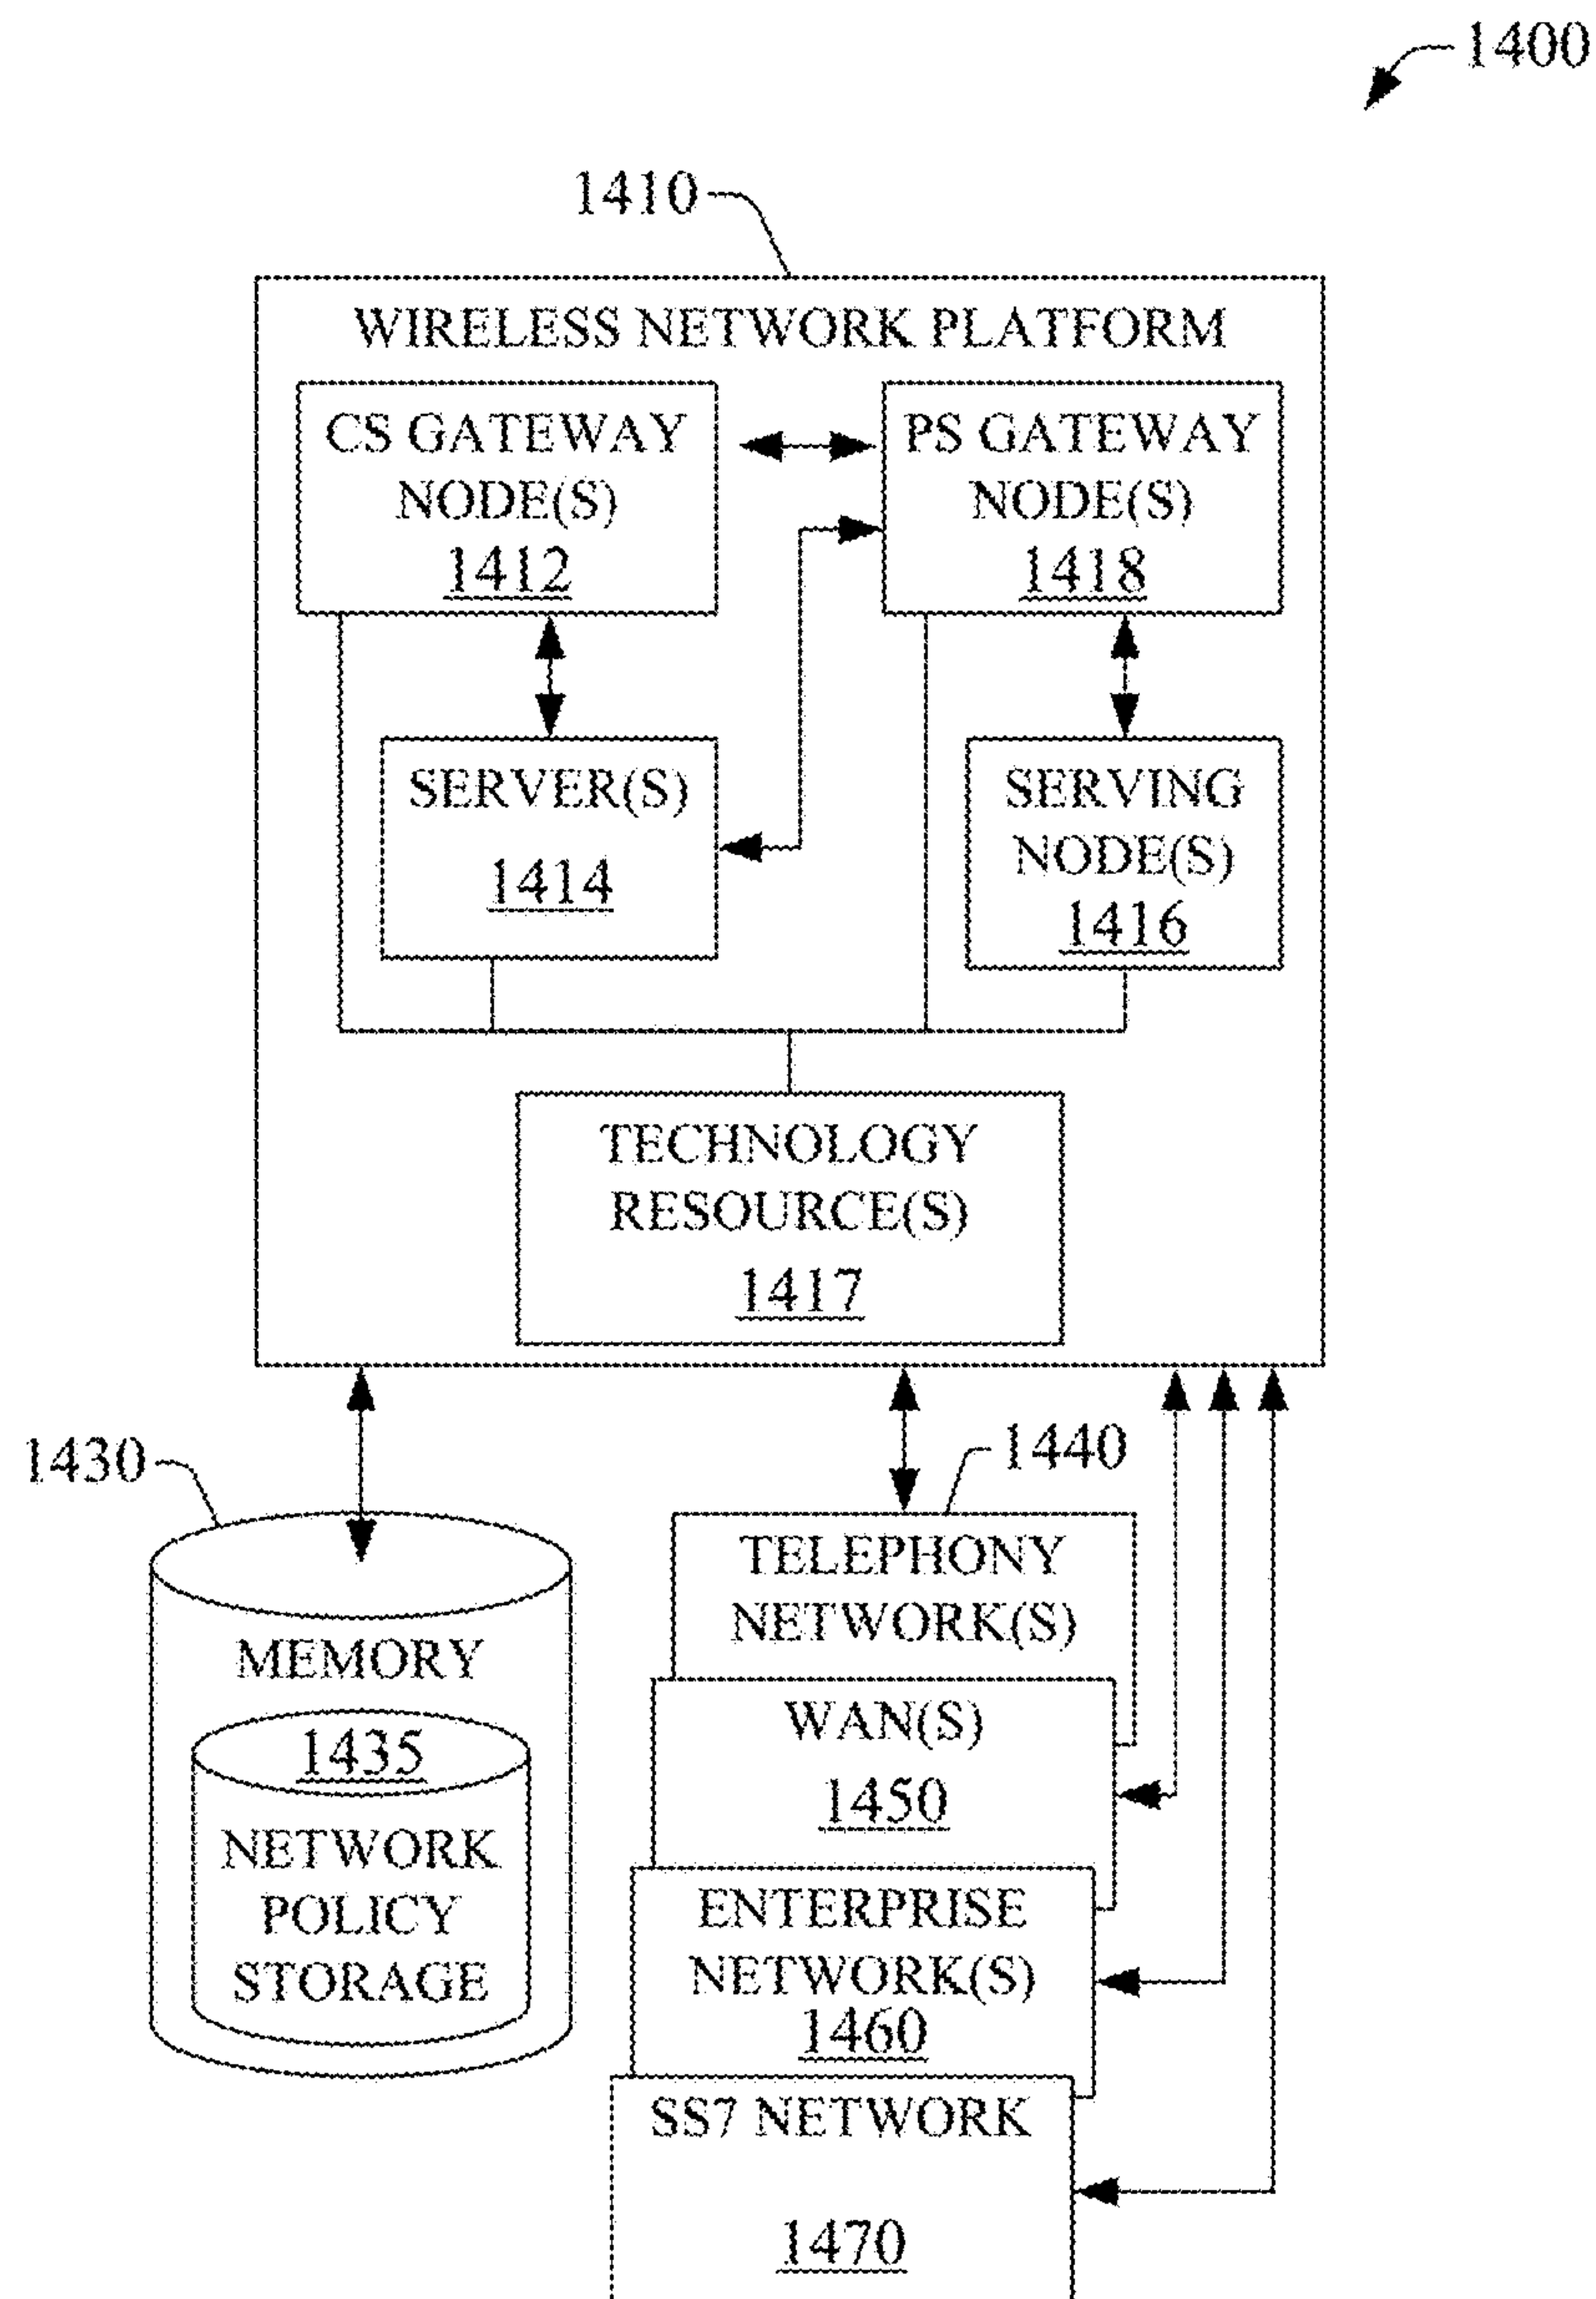 1400
1410
WIRELESS NETWORK PLATFORM
CS GATEWAY
NODE(S)
1412
PS GATEWAY
NODE(S)
1418
SERVER(S)
1414
SERVING
NODE(S)
1416
TECHNOLOGY
RESOURCE(S)
1417
1430
1440
MEMORY
1435
NETWORK
POLICY
STORAGE
TELEPHONY
NETWORK(S)
WAN(S)
1450
ENTERPRISE
NETWORK(S)
1460
SS7 NETWORK
1470